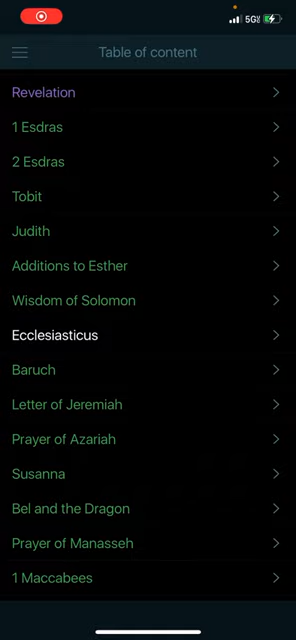 5G
Table of content
Revelation
1 Esdras
2 Esdras
Tobit
Judith
Additions to Esther
Wisdom of Solomon
Ecclesiasticus
Baruch
Letter of Jeremiah
Prayer of Azariah
Susanna
Bel and the Dragon
Prayer of Manasseh
1 Maccabees